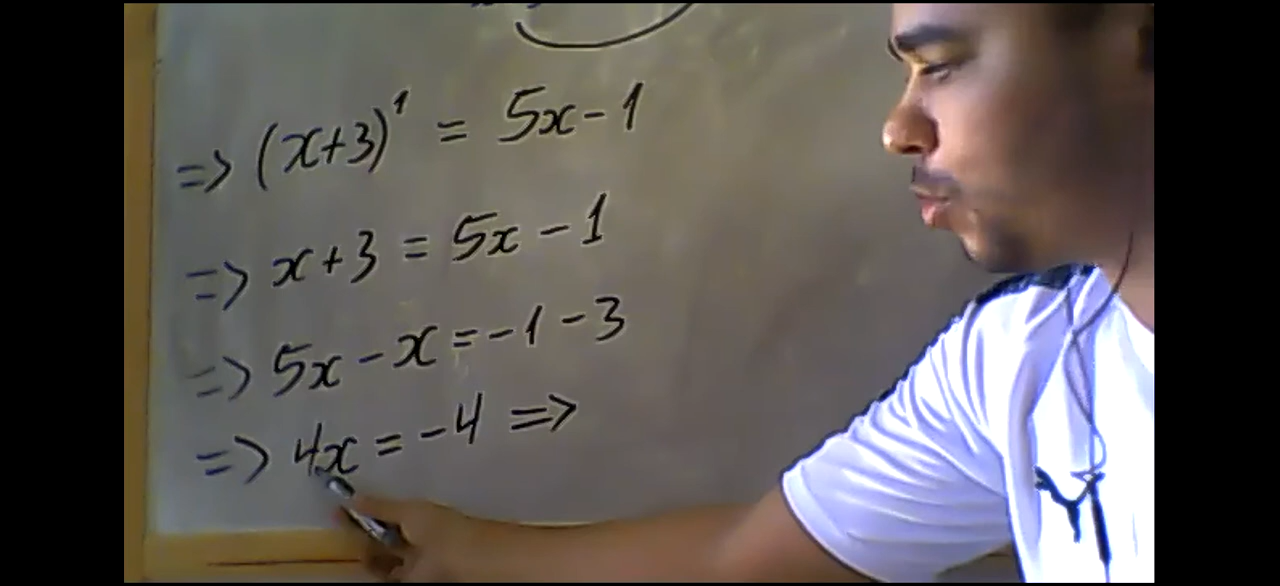 => (x+3)¹ = 5x-1
=> x+3 = 5x-1
=> 5x-x=-1-3
=> 4x=-4 =>